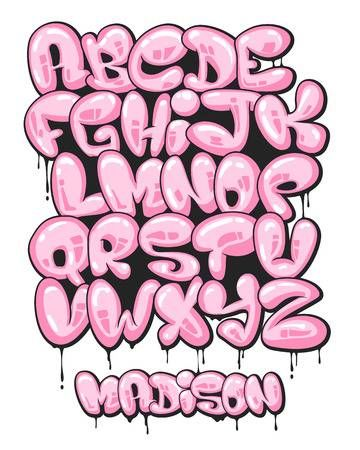 ABCDE
FGHiJK
LMNOP
QRSTU
VWXYZ
MADiSON